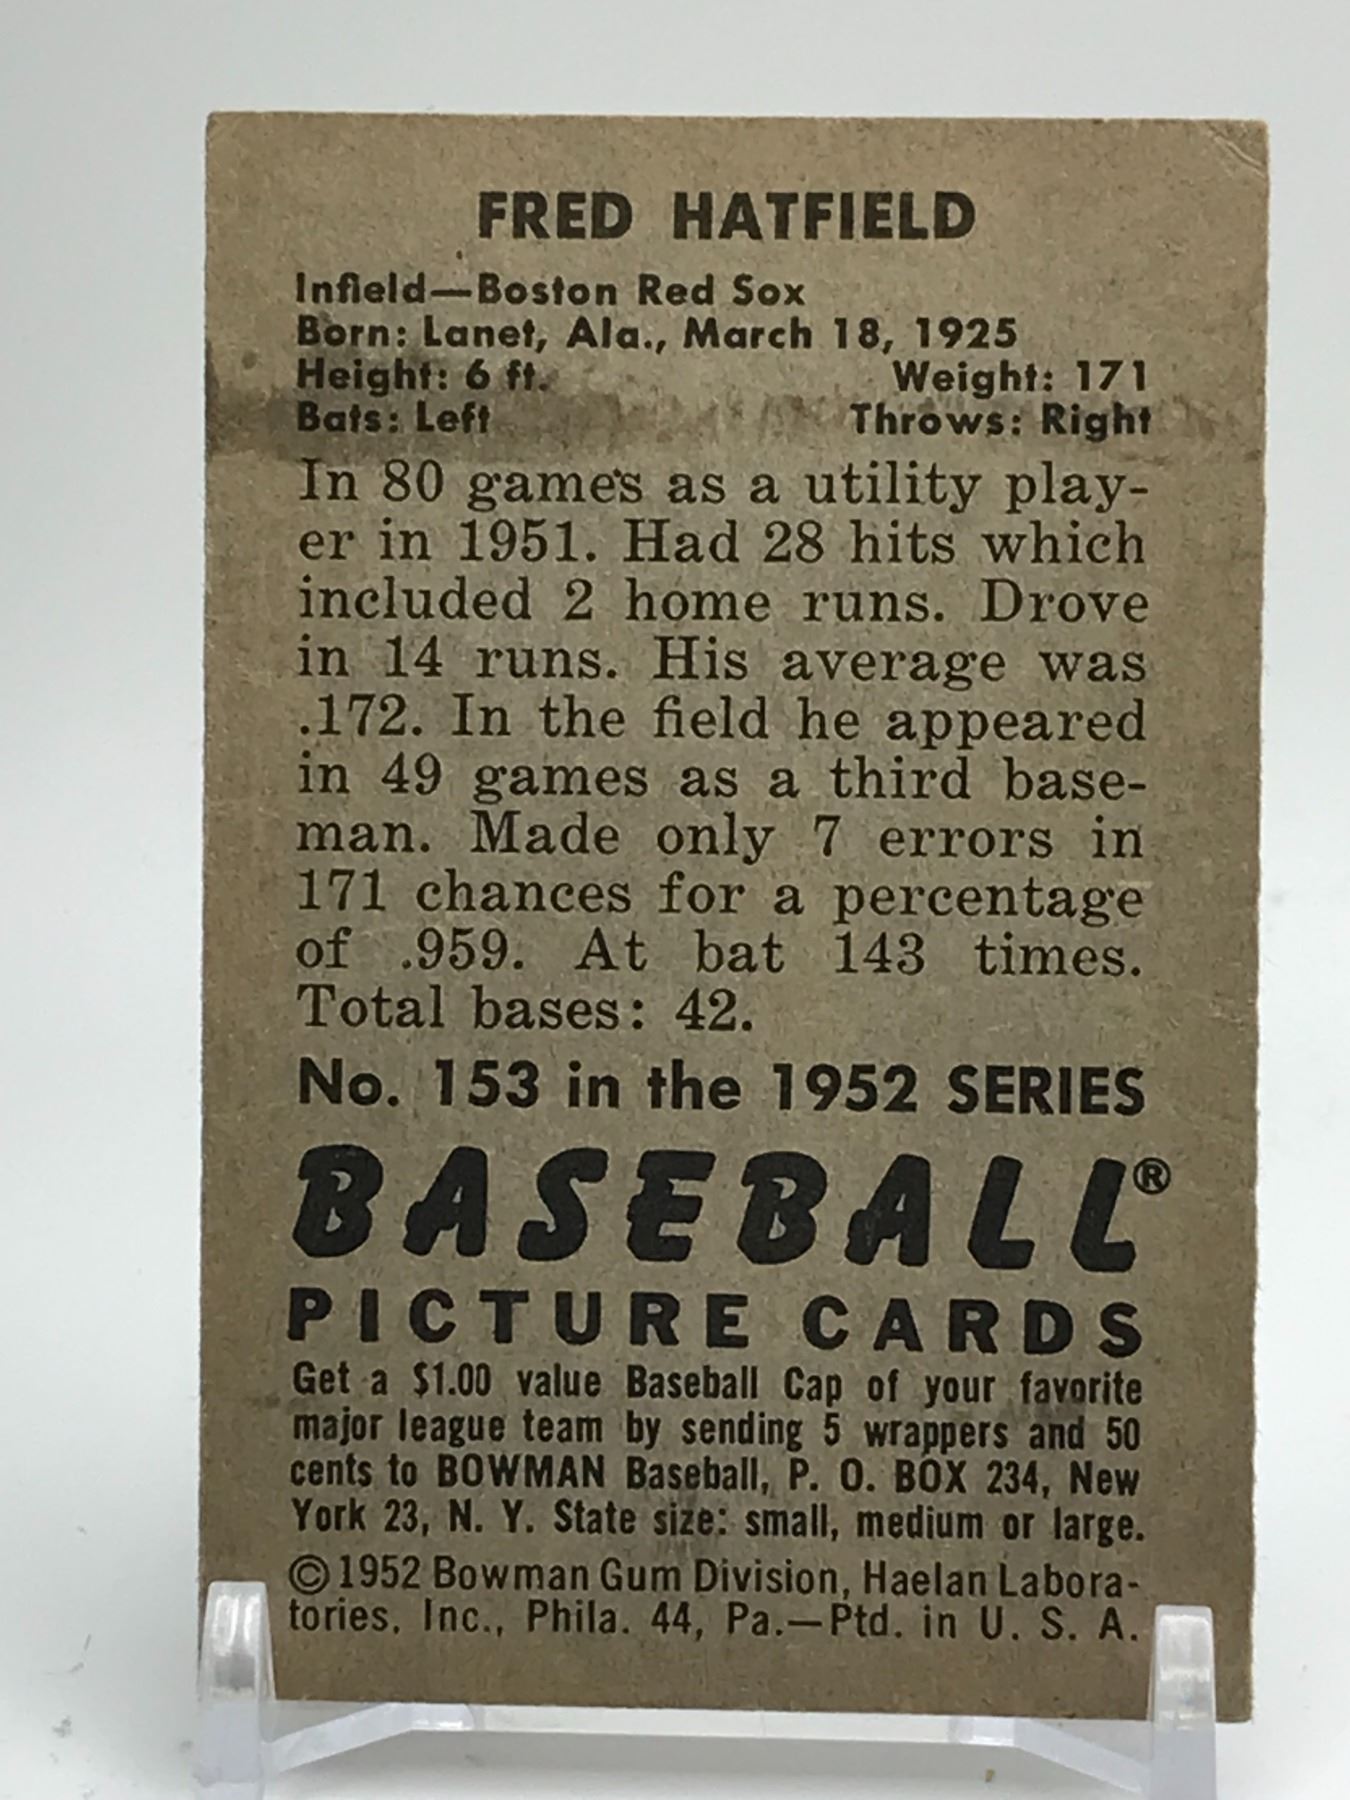 FRED HATFIELD
Infield—Boston Red Sox
Born: Lanet, Ala., March 18, 1925
Height: 6 ft. Weight: 171
Bats: Left Throws: Right
In 80 games as a utility play-
er in 1951. Had 28 hits which
included 2 home runs. Drove
in 14 runs. His average was
.172. In the field he appeared
in 49 games as a third base-
man. Made only 7 errors in
171 chances for a percentage
of .959. At bat 143 times.
Total bases: 42.
No. 153 in the 1952 SERIES
BASEBALL®
PICTURE CARDS
Get a $1.00 value Baseball Cap of your favorite
major league team by sending 5 wrappers and 50
cents to BOWMAN Baseball, P. O. BOX 234, New
York 23, N. Y. State size: small, medium or large.
©1952 Bowman Gum Division, Haelan Labora-
tories, Inc., Phila. 44, Pa.—Ptd. in U. S. A.